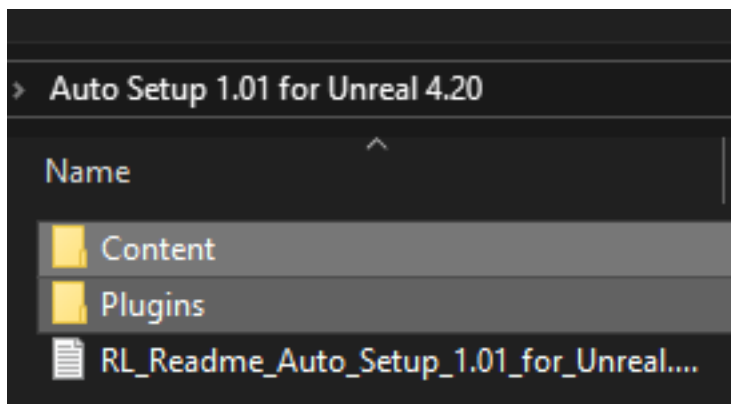 Auto Setup 1.01 for Unreal 4.20
Name
Content
Plugins
RL_Readme_Auto_Setup_1.01_for_Unreal....